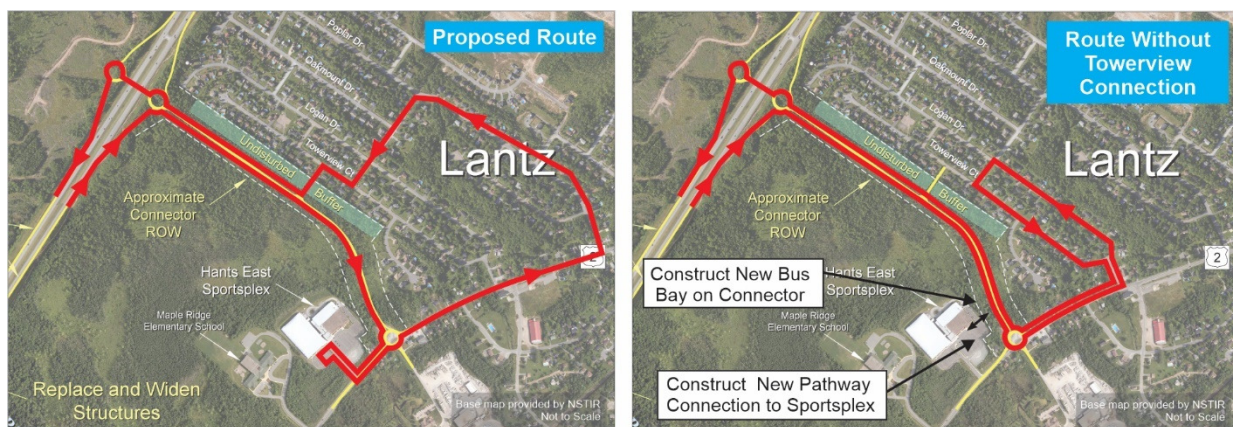 Proposed Route
Poplar Dr
Oakmount Dr
Logan Dr
Towerview Ct
Lantz
Undisturbed
Buffer
Approximate
Connector
ROW
2
Hants East
Sportsplex
Maple Ridge
Elementary School
Replace and Widen
Structures
Base map provided by NSTIR
Not to Scale
Route Without
Towerview
Connection
Poplar Dr
Oakmount Dr
Logan Dr
Towerview Ct
Lantz
Undisturbed
Buffer
Approximate
Connector
ROW
2
Construct New Bus
Bay on Connector
Hants East
Sportsplex
Maple Ridge
Elementary School
Construct New Pathway
Connection to Sportsplex
Base map provided by NSTIR
Not to Scale